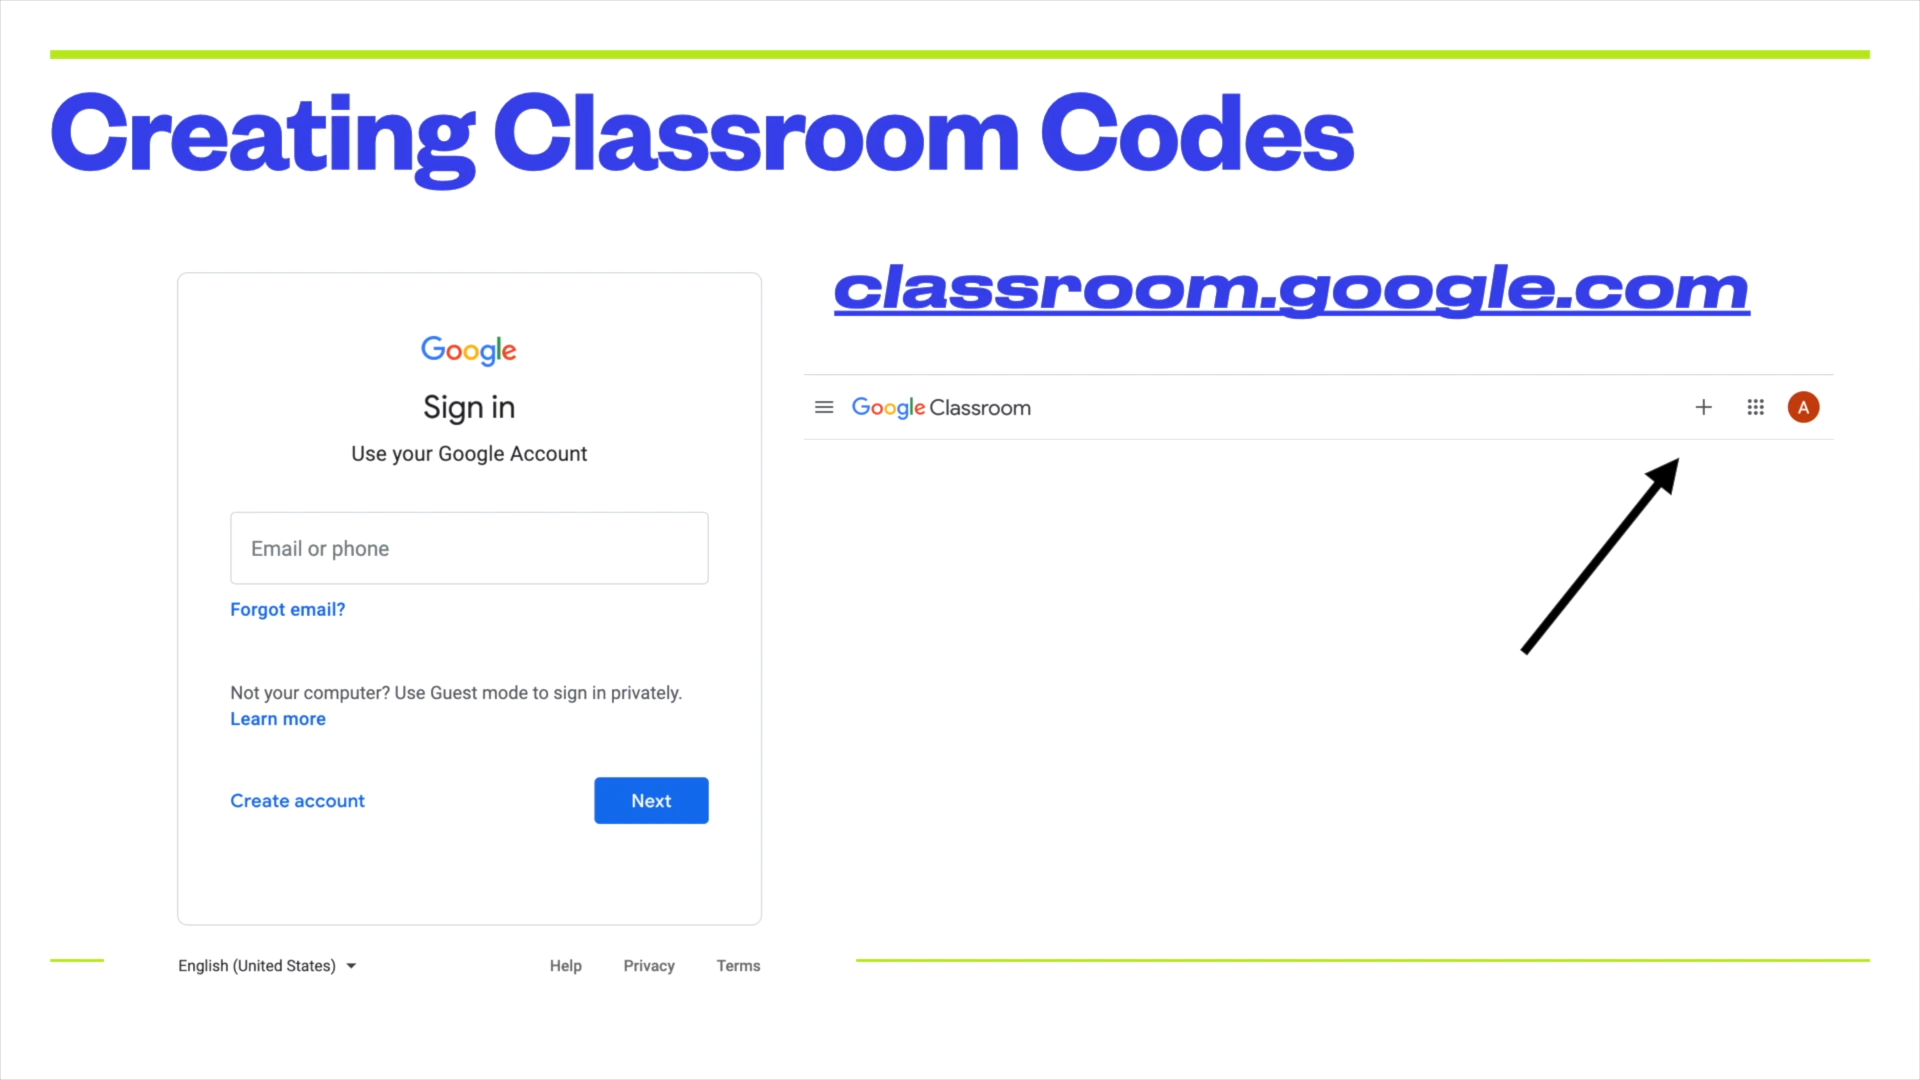 Creating Classroom Codes
classroom.google.com
Google
Sign in
Use your Google Account
Email or phone
Forgot email?
Not your computer? Use Guest mode to sign in privately.
Learn more
Create account
Next
English (United States)
Help
Privacy
Terms
Google Classroom
A